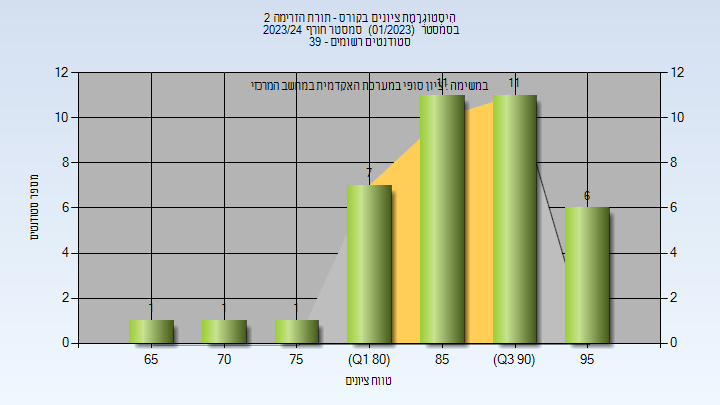 היסטוגרמת ציונים בקורס - תורת הזרימה 2
בסמסטר (01/2023) סמסטר חורף 2023/24
סטודנטים רשומים - 39
במשימה: ציון סופי במערכת האקדמית במחשב המרכזי
12 12
10 10
8 8
6 6
4 4
2 2
0 0
1 1 1 7 11 11 6
65 70 75 (Q1 80) 85 (Q3 90) 95
מספר סטודנטים
טווח ציונים